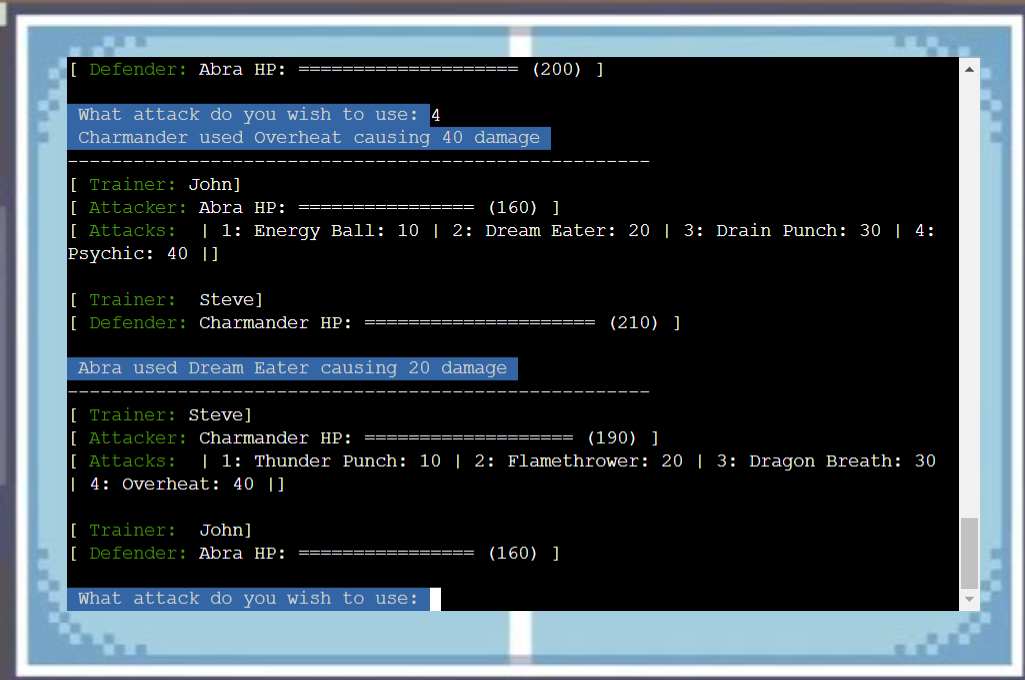 [ Defender: Abra HP: ==================== (200) ]
What attack do you wish to use: 4
Charmander used Overheat causing 40 damage
-----------------------------------------------------
[ Trainer: John]
[ Attacker: Abra HP: ================ (160) ]
[ Attacks:  | 1: Energy Ball: 10 | 2: Dream Eater: 20 | 3: Drain Punch: 30 | 4:
Psychic: 40 |]
[ Trainer:  Steve]
[ Defender: Charmander HP: ===================== (210) ]
Abra used Dream Eater causing 20 damage
-----------------------------------------------------
[ Trainer: Steve]
[ Attacker: Charmander HP: =================== (190) ]
[ Attacks:  | 1: Thunder Punch: 10 | 2: Flamethrower: 20 | 3: Dragon Breath: 30
| 4: Overheat: 40 |]
[ Trainer:  John]
[ Defender: Abra HP: ================ (160) ]
What attack do you wish to use: